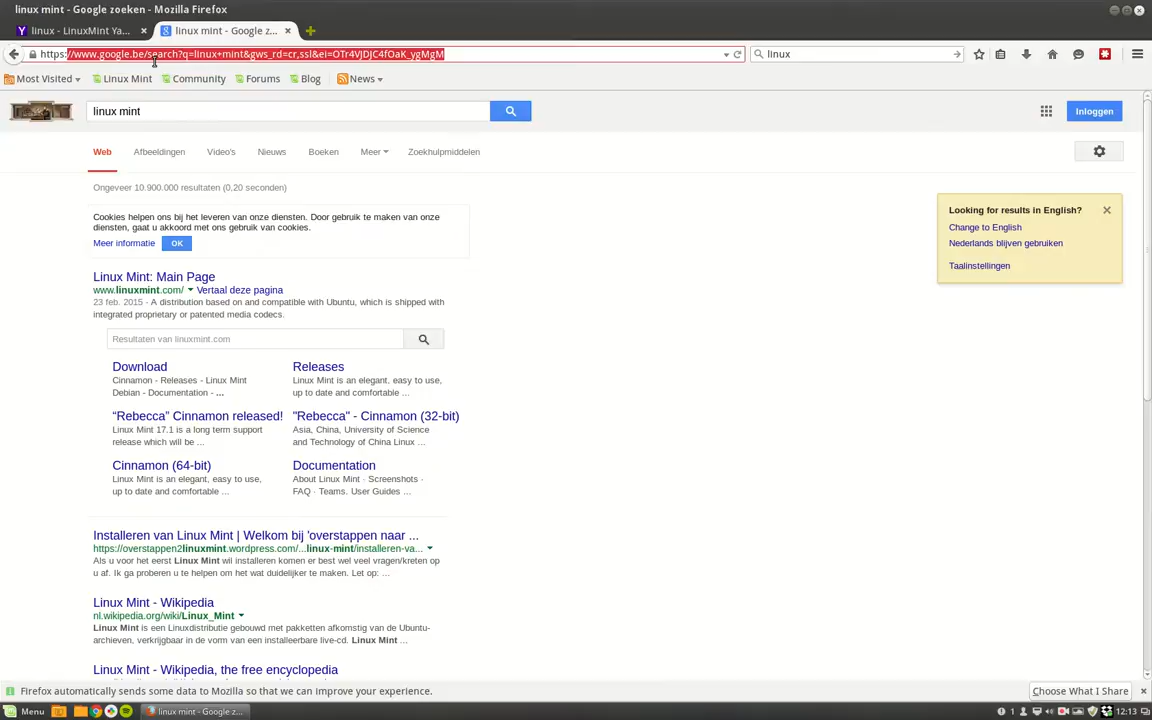 linux mint - Google zoeken - Mozilla Firefox
linux - LinuxMint Ya... linux mint - Google z...
https://www.google.be/search?q=linux+mint&gws_rd=cr,ssl&ei=OTr4VJDJC4fOaK_ygMgM linux
Most Visited Linux Mint Community Forums Blog News
linux mint Inloggen
Web Afbeeldingen Video's Nieuws Boeken Meer Zoekhulpmiddelen
Ongeveer 10.900.000 resultaten (0,20 seconden)
Cookies helpen ons bij het leveren van onze diensten. Door gebruik te maken van onze
diensten, gaat u akkoord met ons gebruik van cookies.
Meer informatie OK
Looking for results in English?
Change to English
Nederlands blijven gebruiken
Taalinstellingen
Linux Mint: Main Page
www.linuxmint.com/ Vertaal deze pagina
23 feb. 2015 - A distribution based on and compatible with Ubuntu, which is shipped with
integrated proprietary or patented media codecs.
Resultaten van linuxmint.com
Download
Cinnamon - Releases - Linux Mint
Debian - Documentation - ...
Releases
Linux Mint is an elegant, easy to use,
up to date and comfortable ...
“Rebecca” Cinnamon released!
Linux Mint 17.1 is a long term support
release which will be ...
"Rebecca" - Cinnamon (32-bit)
Asia, China, University of Science
and Technology of China Linux ...
Cinnamon (64-bit)
Linux Mint is an elegant, easy to use,
up to date and comfortable ...
Documentation
About Linux Mint · Screenshots ·
FAQ · Teams. User Guides ...
Installeren van Linux Mint | Welkom bij 'overstappen naar ...
https://overstappen2linuxmint.wordpress.com/...linux-mint/installeren-va...
Als u voor het eerst Linux Mint wil installeren komen er best wel veel vragen/kreten op
u af. Ik ga proberen u te helpen om het wat duidelijker te maken. Let op: ...
Linux Mint - Wikipedia
nl.wikipedia.org/wiki/Linux_Mint
Linux Mint is een Linuxdistributie gebouwd met pakketten afkomstig van de Ubuntu-
archieven, verkrijgbaar in de vorm van een installeerbare live-cd. Linux Mint ...
Linux Mint - Wikipedia, the free encyclopedia
Firefox automatically sends some data to Mozilla so that we can improve your experience. Choose What I Share
Menu linux mint - Google z... 1 12:13